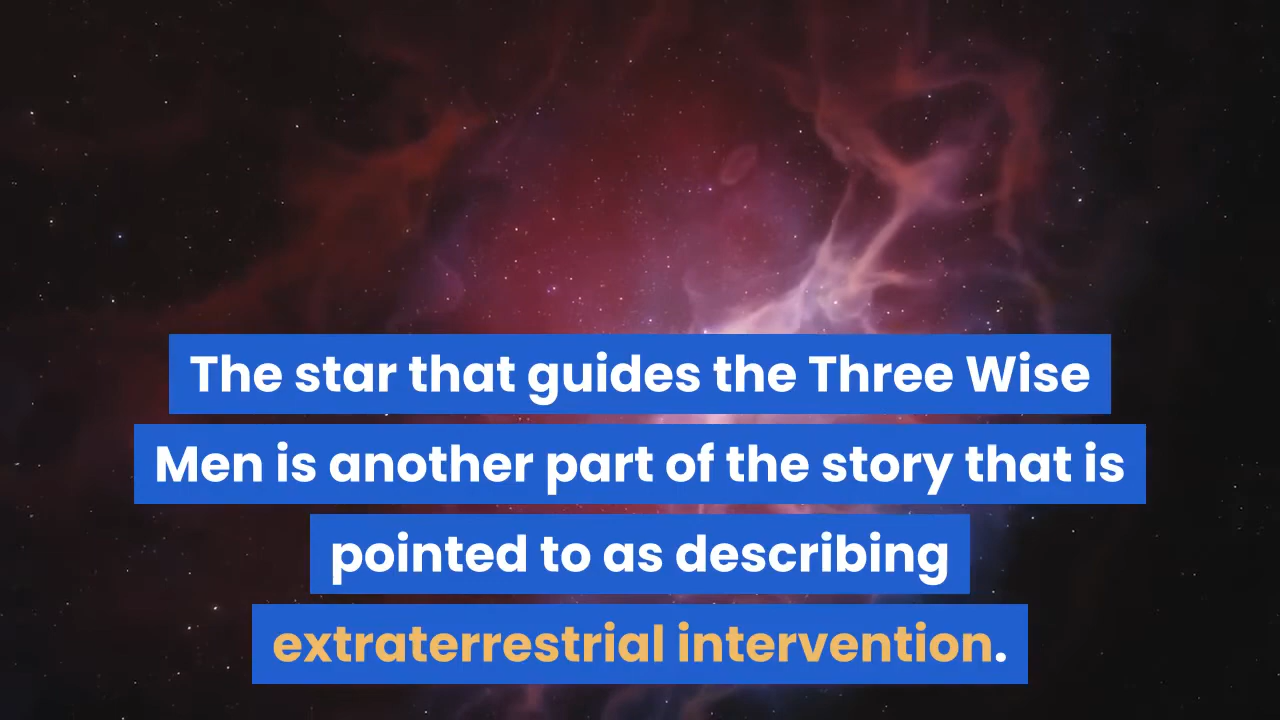 The star that guides the Three Wise
Men is another part of the story that is
pointed to as describing
extraterrestrial intervention.